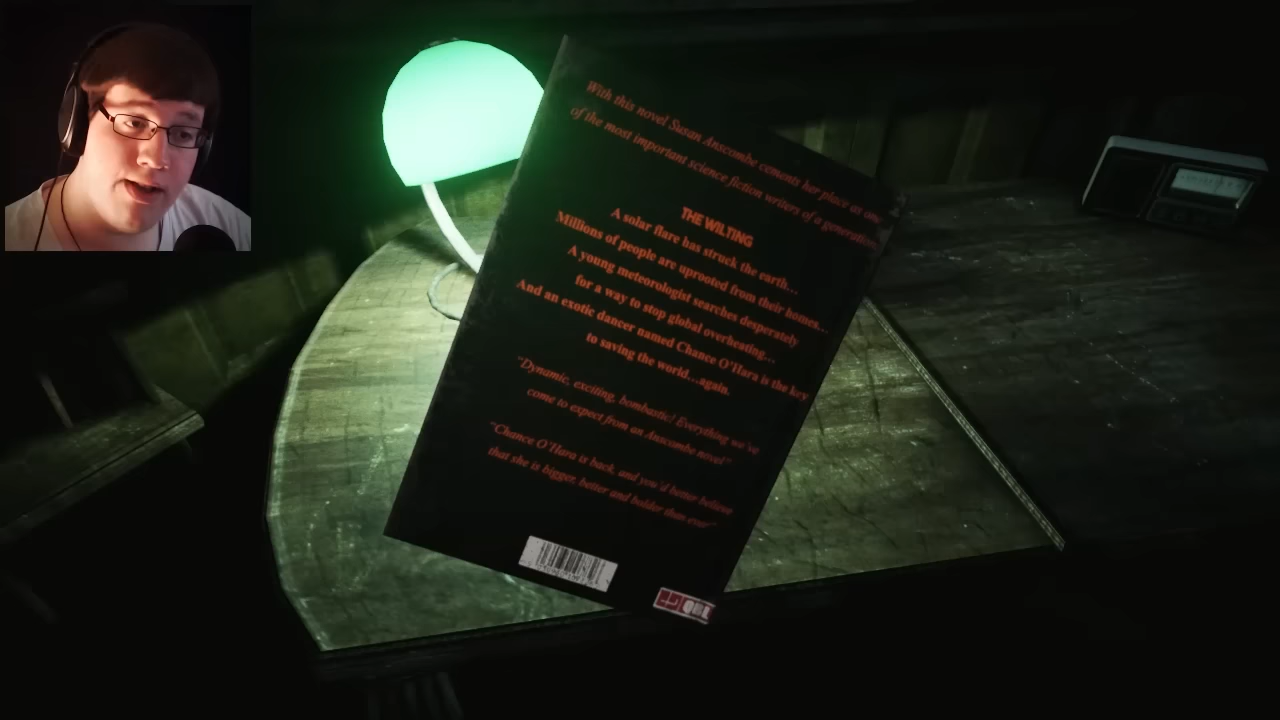 With this novel Susan Anscombe cements her place as one
of the most important science fiction writers of a generation.
THE WILTING
A solar flare has struck the earth...
Millions of people are uprooted from their homes...
A young meteorologist searches desperately
for a way to stop global overheating...
And an exotic dancer named Chance O'Hara is the key
to saving the world...again.
"Dynamic, exciting, bombastic! Everything we've
come to expect from an Anscombe novel"
"Chance O'Hara is back, and you'd better believe
that she is bigger, better and bolder than ever"